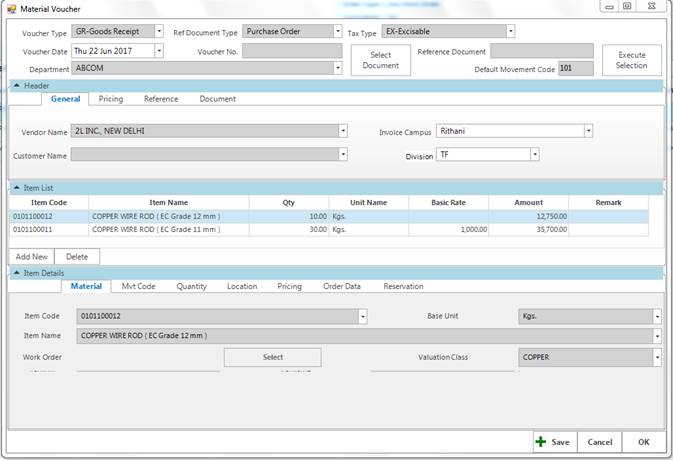 Material Voucher
Voucher Type GR-Goods Receipt Ref Document Type Purchase Order Tax Type EX-Excisable
Voucher Date Thu 22 Jun 2017 Voucher No. Select Document Reference Document Execute Selection
Department ABCOM Default Movement Code 101
Header
General Pricing Reference Document
Vendor Name 2L INC., NEW DELHI Invoice Campus Rithani
Customer Name Division TF
Item List
Item Code Item Name Qty Unit Name Basic Rate Amount Remark
0101100012 COPPER WIRE ROD ( EC Grade 12 mm ) 10.00 Kgs. 12,750.00
0101100011 COPPER WIRE ROD ( EC Grade 11 mm ) 30.00 Kgs. 1,000.00 35,700.00
Add New Delete
Item Details
Material Mvt Code Quantity Location Pricing Order Data Reservation
Item Code 0101100012 Base Unit Kgs.
Item Name COPPER WIRE ROD ( EC Grade 12 mm )
Work Order Select Valuation Class COPPER
Save Cancel OK